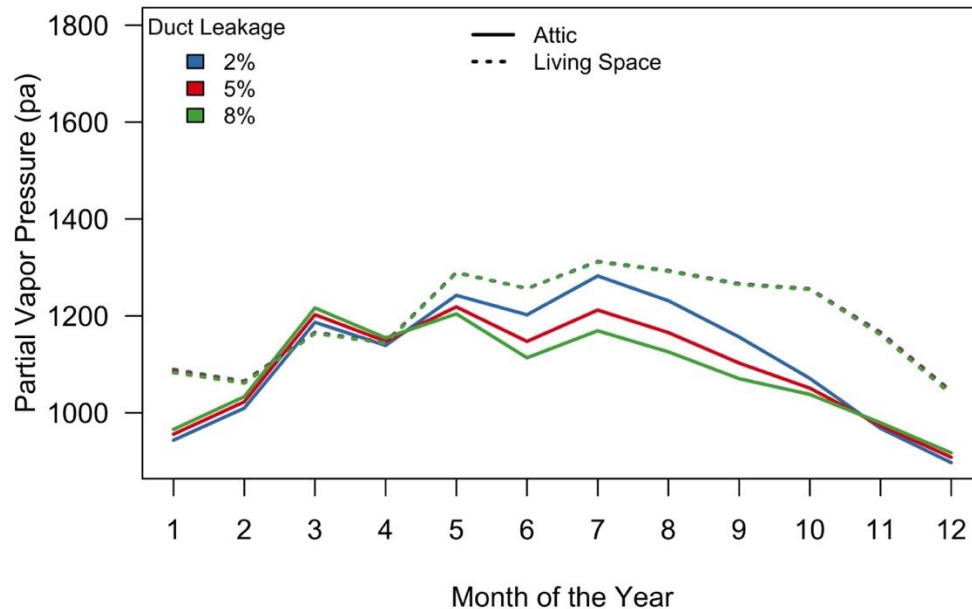 Duct Leakage
2%
5%
8%
Attic
Living Space
Partial Vapor Pressure (pa)
1800
1600
1400
1200
1000
1 2 3 4 5 6 7 8 9 10 11 12
Month of the Year